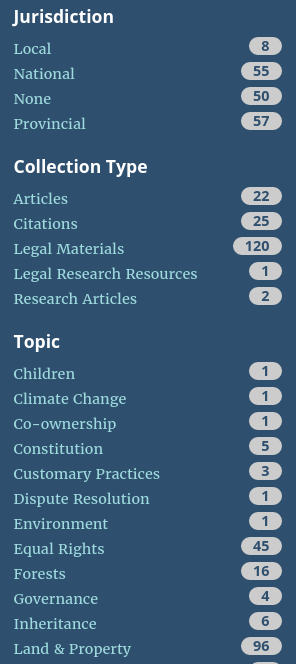 Jurisdiction
Local 8
National 55
None 50
Provincial 57
Collection Type
Articles 22
Citations 25
Legal Materials 120
Legal Research Resources 1
Research Articles 2
Topic
Children 1
Climate Change 1
Co-ownership 1
Constitution 5
Customary Practices 3
Dispute Resolution 1
Environment 1
Equal Rights 45
Forests 16
Governance 4
Inheritance 6
Land & Property 96